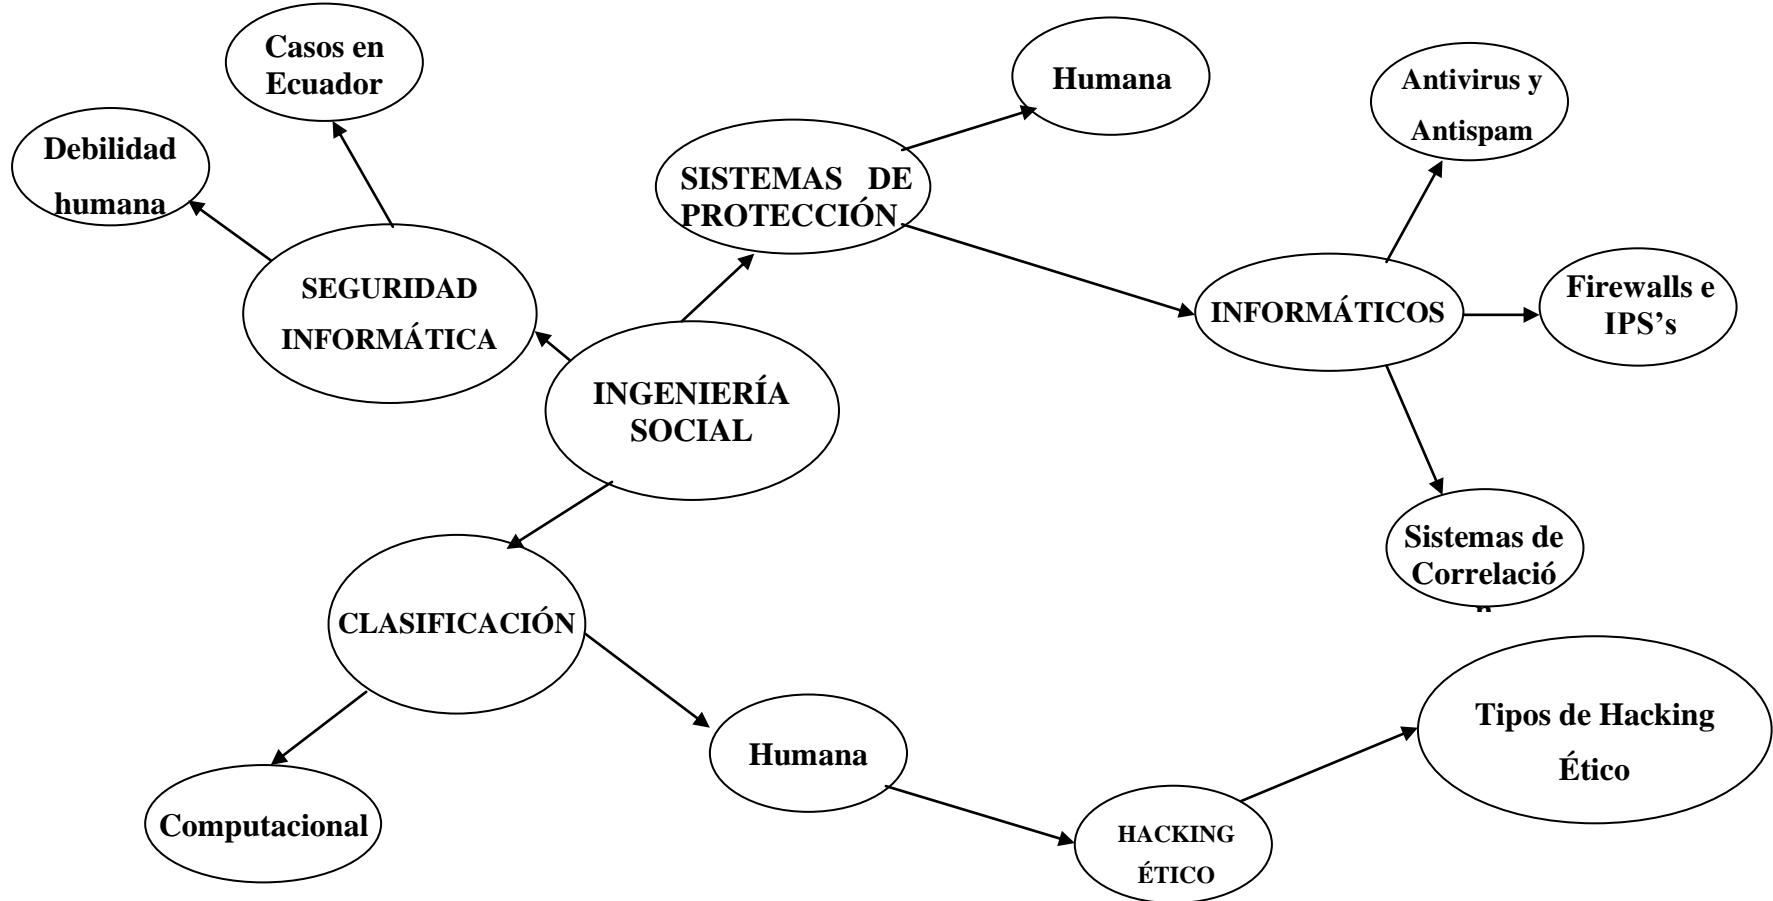 Casos en
Ecuador
Humana
Antivirus y
Antispam
Debilidad
humana
SISTEMAS DE
PROTECCIÓN
SEGURIDAD
INFORMÁTICA
INFORMÁTICOS
Firewalls e
IPS’s
INGENIERÍA
SOCIAL
Sistemas de
Correlació
n
CLASIFICACIÓN
Humana
Tipos de Hacking
Ético
Computacional
HACKING
ÉTICO